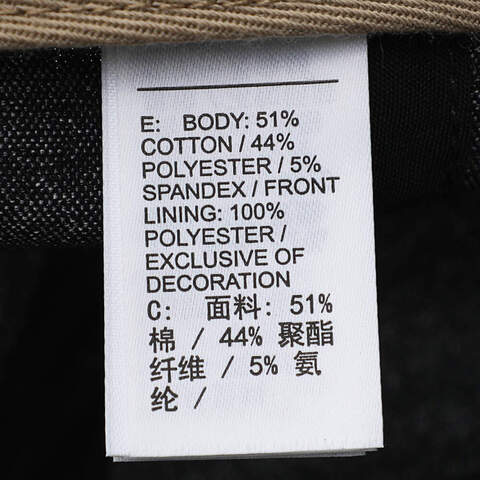 E: BODY: 51%
COTTON / 44%
POLYESTER / 5%
SPANDEX / FRONT
LINING: 100%
POLYESTER /
EXCLUSIVE OF
DECORATION
C: 面料: 51%
棉 / 44% 聚酯
纤维 / 5% 氨
纶 /